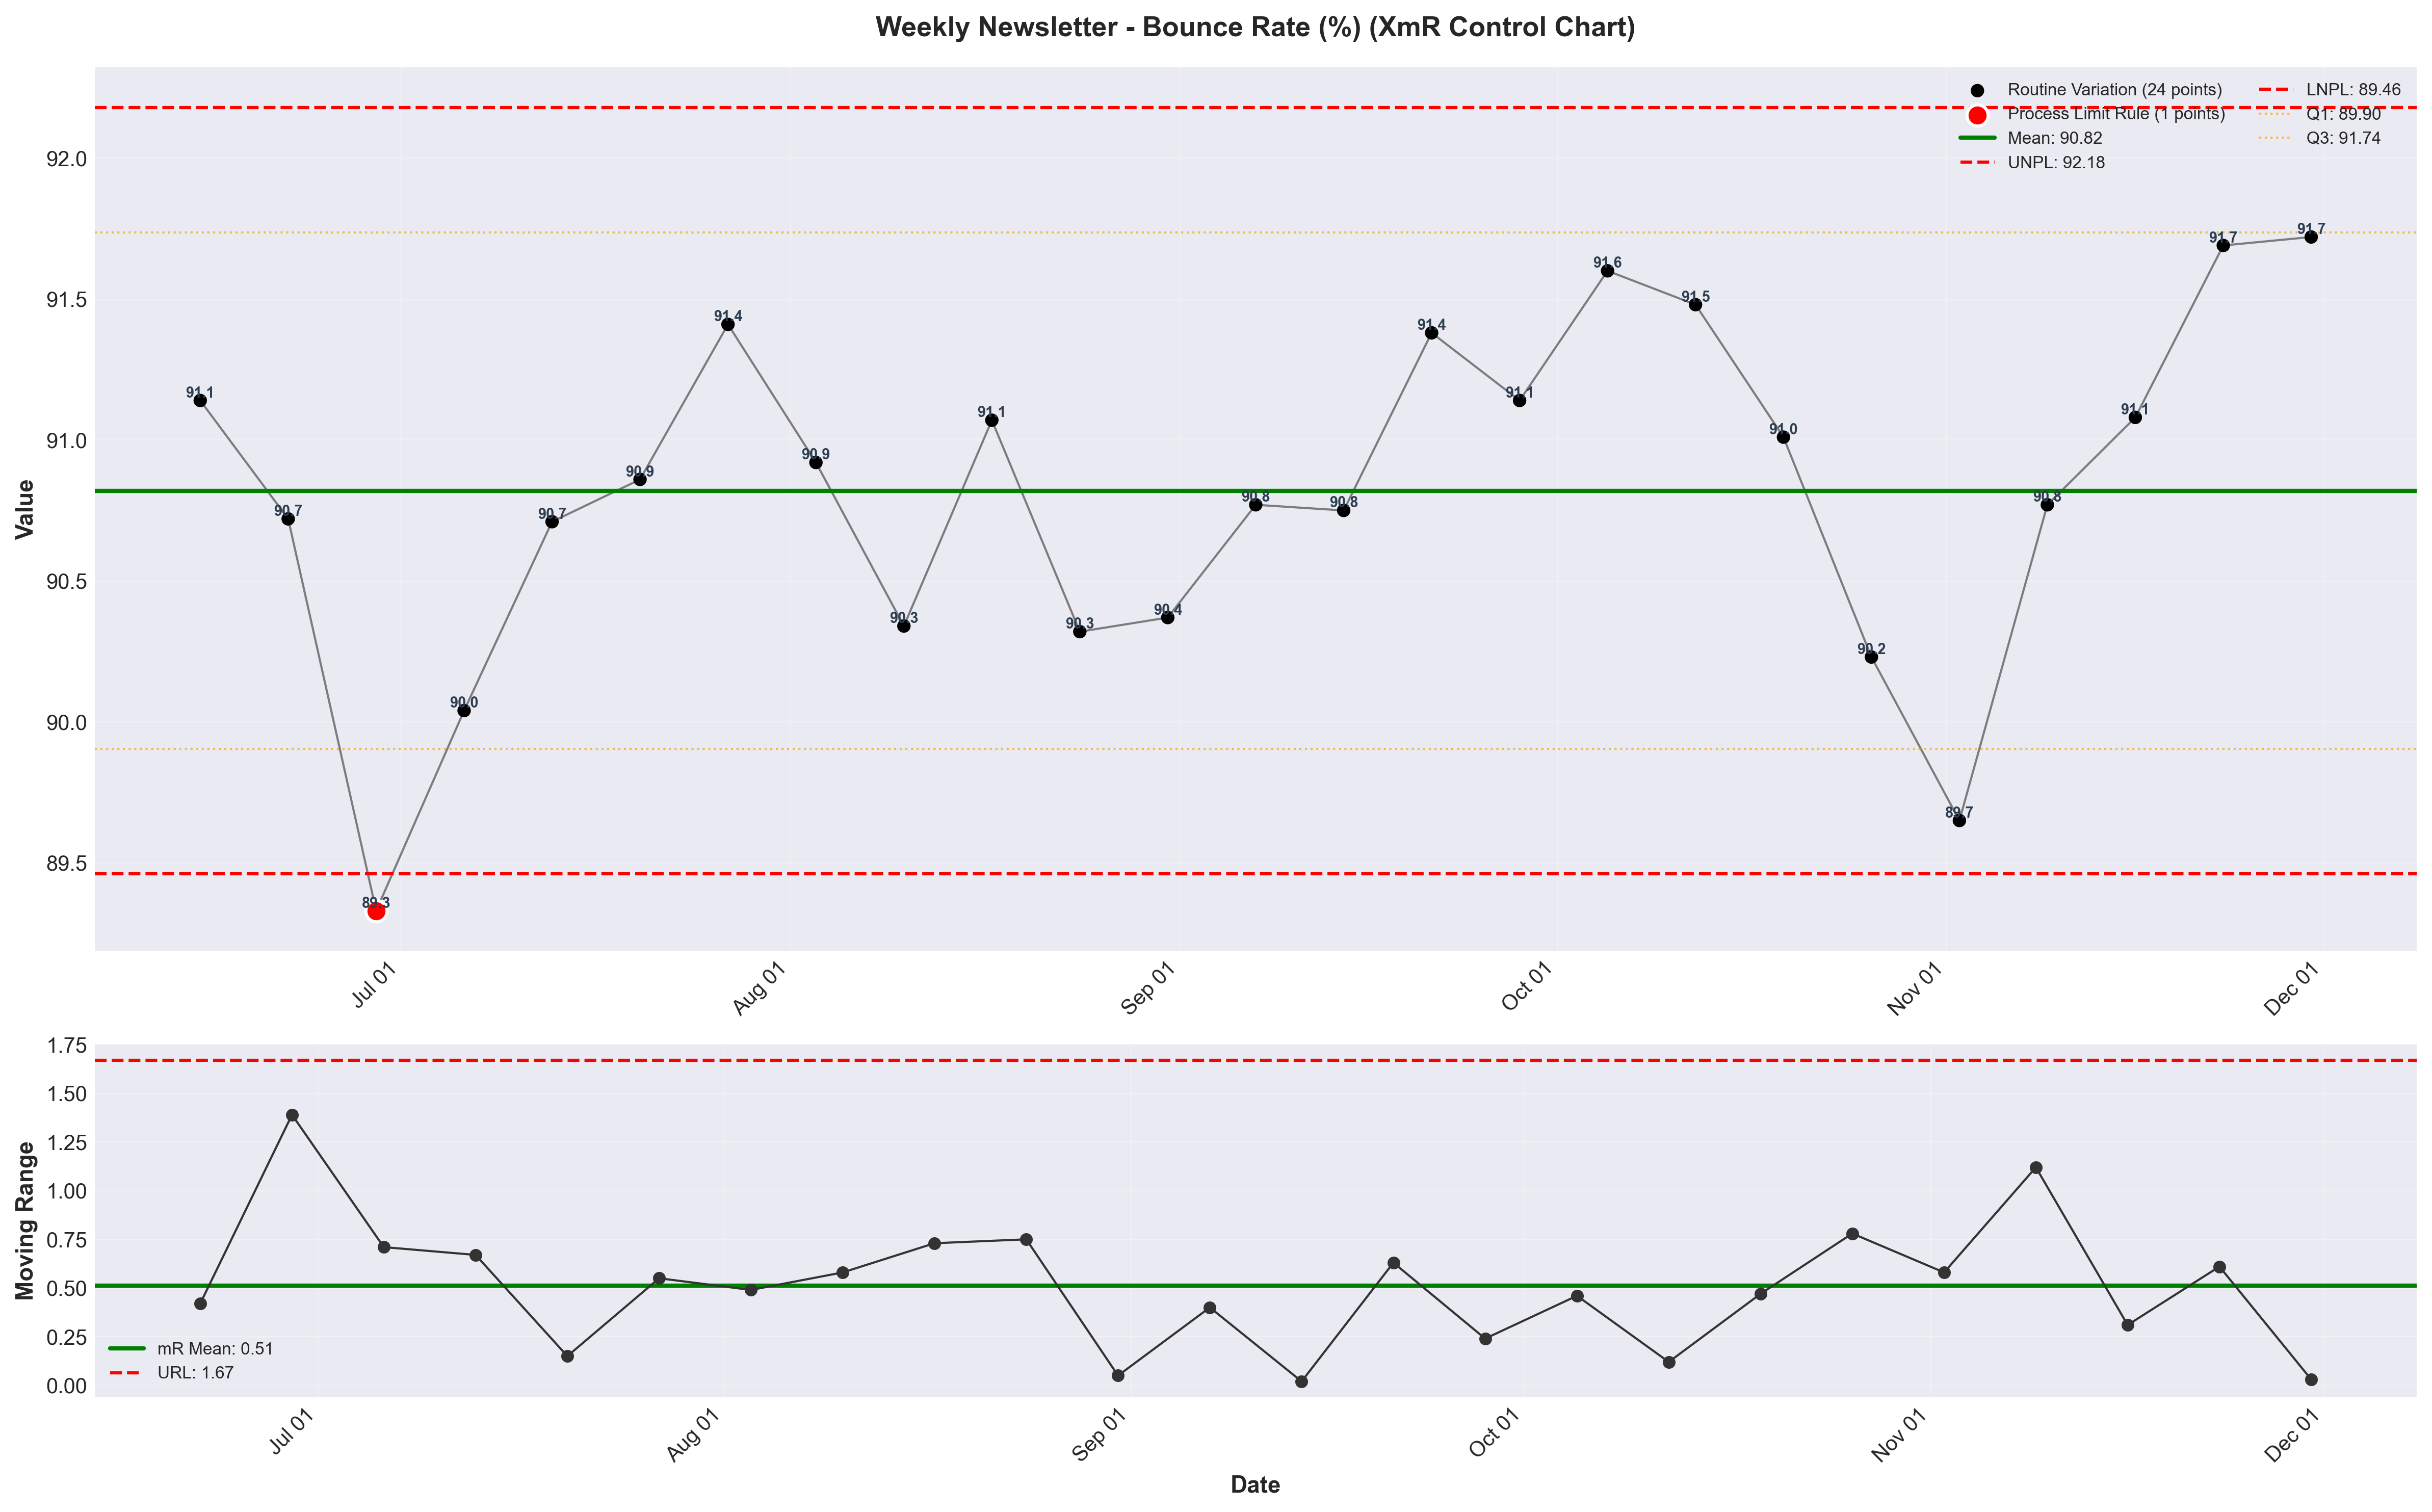 Weekly Newsletter - Bounce Rate (%) (XmR Control Chart)
Routine Variation (24 points)
Process Limit Rule (1 points)
Mean: 90.82
UNPL: 92.18
LNPL: 89.46
Q1: 89.90
Q3: 91.74
Value
92.0
91.5
91.0
90.5
90.0
89.5
91.1
90.7
89.3
90.0
90.7
90.9
91.4
90.9
90.3
91.1
90.3
90.4
90.8
90.8
91.4
91.1
91.6
91.5
91.0
90.2
89.7
90.8
91.1
91.7
91.7
Jul 01
Aug 01
Sep 01
Oct 01
Nov 01
Dec 01
Moving Range
1.75
1.50
1.25
1.00
0.75
0.50
0.25
0.00
mR Mean: 0.51
URL: 1.67
Jul 01
Aug 01
Sep 01
Oct 01
Nov 01
Dec 01
Date